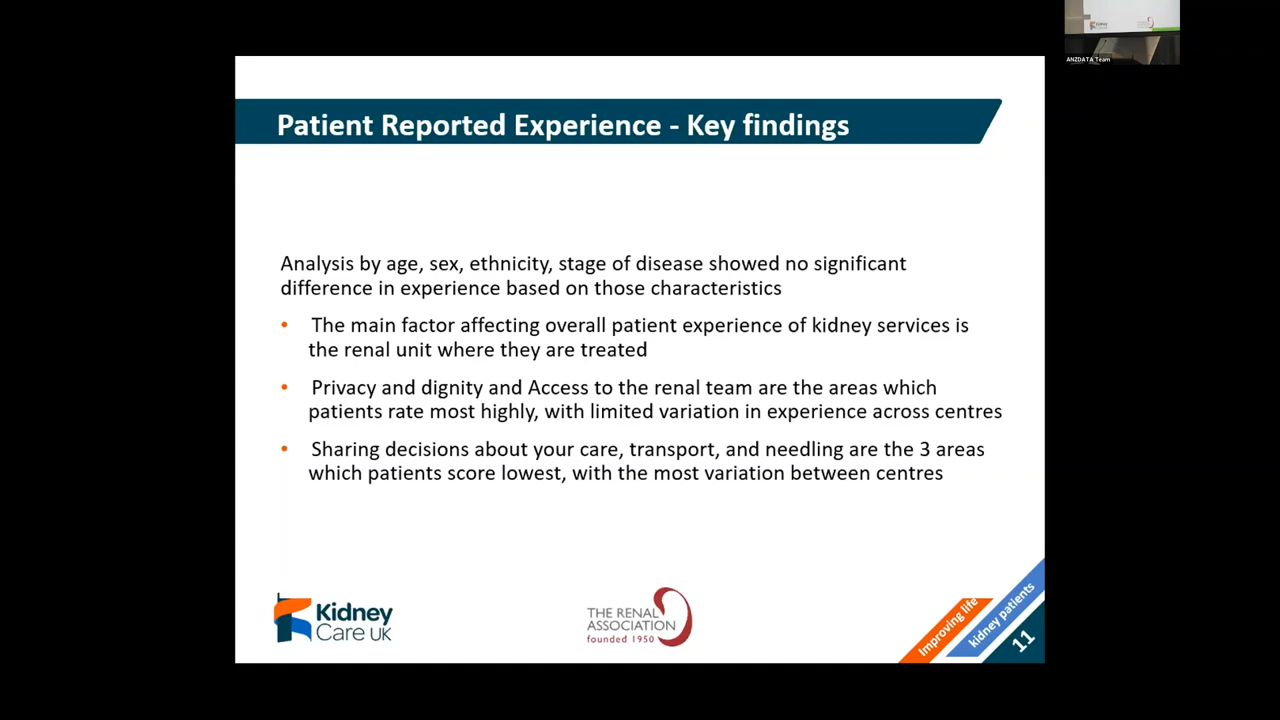 ANZDATA Team
Patient Reported Experience - Key findings
Analysis by age, sex, ethnicity, stage of disease showed no significant
difference in experience based on those characteristics
• The main factor affecting overall patient experience of kidney services is
the renal unit where they are treated
• Privacy and dignity and Access to the renal team are the areas which
patients rate most highly, with limited variation in experience across centres
• Sharing decisions about your care, transport, and needling are the 3 areas
which patients score lowest, with the most variation between centres
Kidney
Care UK
THE RENAL
ASSOCIATION
founded 1950
Improving life
kidney patients
11